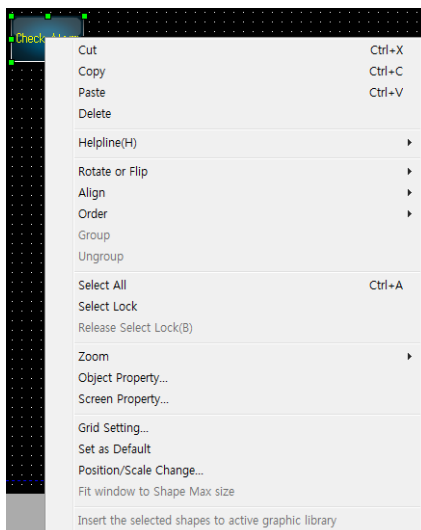 Check
Cut Ctrl+X
Copy Ctrl+C
Paste Ctrl+V
Delete
Helpline(H)
Rotate or Flip
Align
Order
Group
Ungroup
Select All Ctrl+A
Select Lock
Release Select Lock(B)
Zoom
Object Property...
Screen Property...
Grid Setting...
Set as Default
Position/Scale Change...
Fit window to Shape Max size
Insert the selected shapes to active graphic library